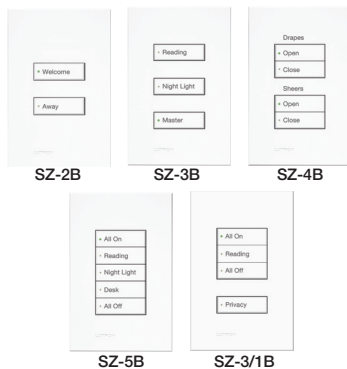 Welcome
Away
SZ-2B
Reading
Night Light
Master
SZ-3B
Drapes
Open
Close
Sheers
Open
Close
SZ-4B
All On
Reading
Night Light
Desk
All Off
SZ-5B
All On
Reading
All Off
Privacy
SZ-3/1B